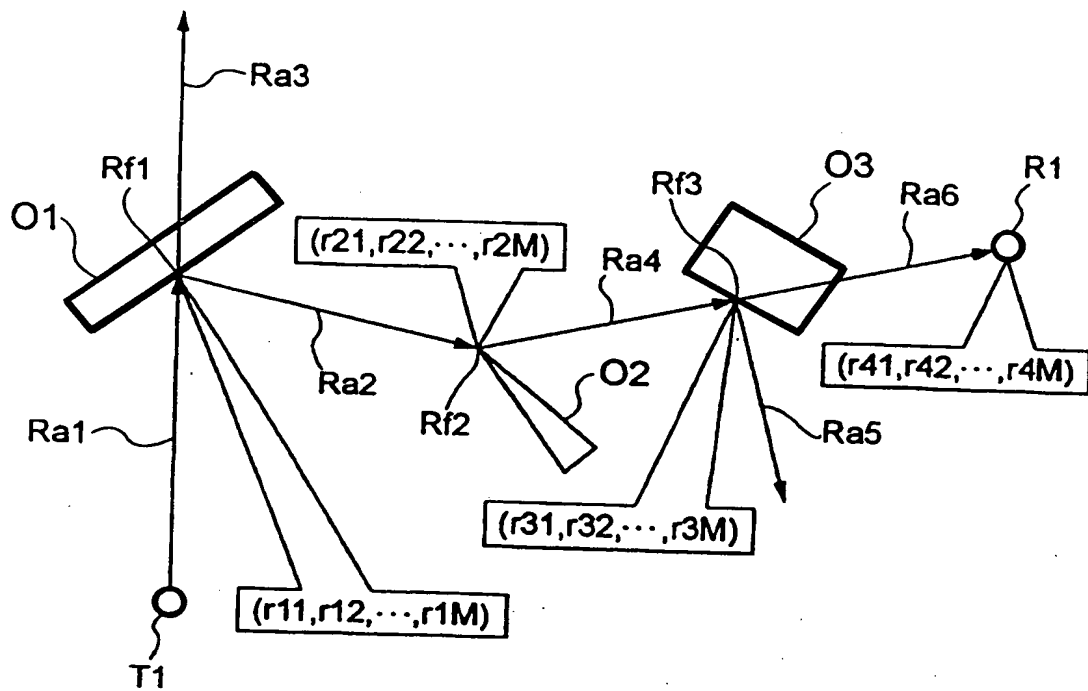 Ra3
Rf1
O1
(r21,r22,···,r2M)
Rf3
O3
Ra6
R1
Ra4
Ra2
Rf2
O2
(r41,r42,···,r4M)
Ra1
Ra5
(r31,r32,···,r3M)
(r11,r12,···,r1M)
T1